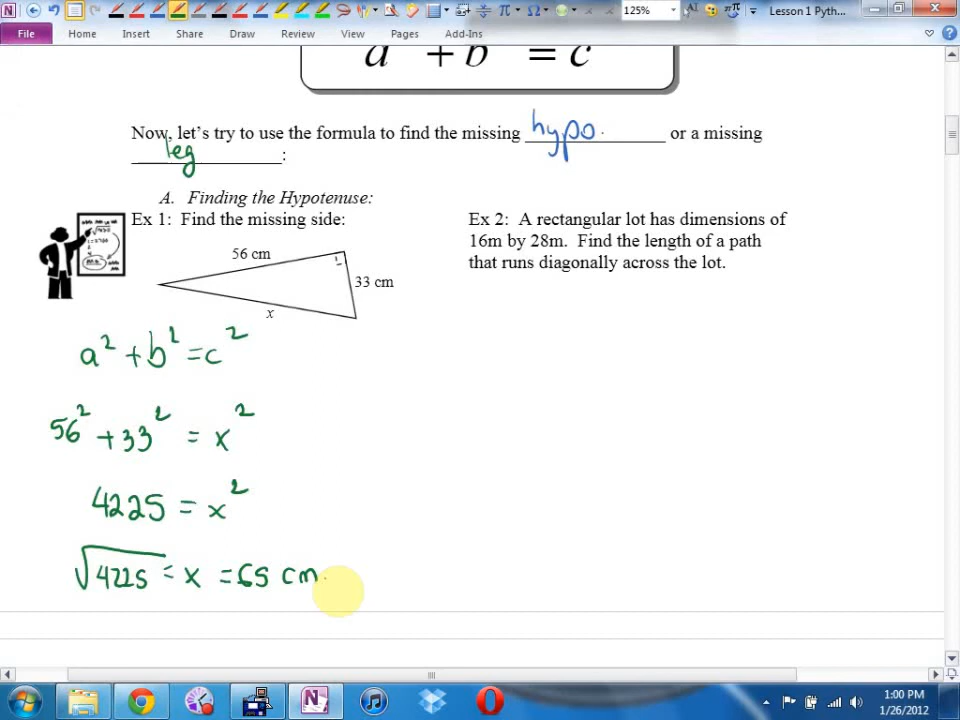 125%
Lesson 1 Pyth
File Home Insert Share Draw Review View Pages Add-Ins
a + b = c
Now, let's try to use the formula to find the missing hypo. or a missing
leg :
A. Finding the Hypotenuse:
Ex 1: Find the missing side:
56 cm
33 cm
x
a² + b² = c²
56² + 33² = x²
4225 = x²
√4225 = x = 65 cm.
Ex 2: A rectangular lot has dimensions of
16m by 28m. Find the length of a path
that runs diagonally across the lot.
1:00 PM
1/26/2012